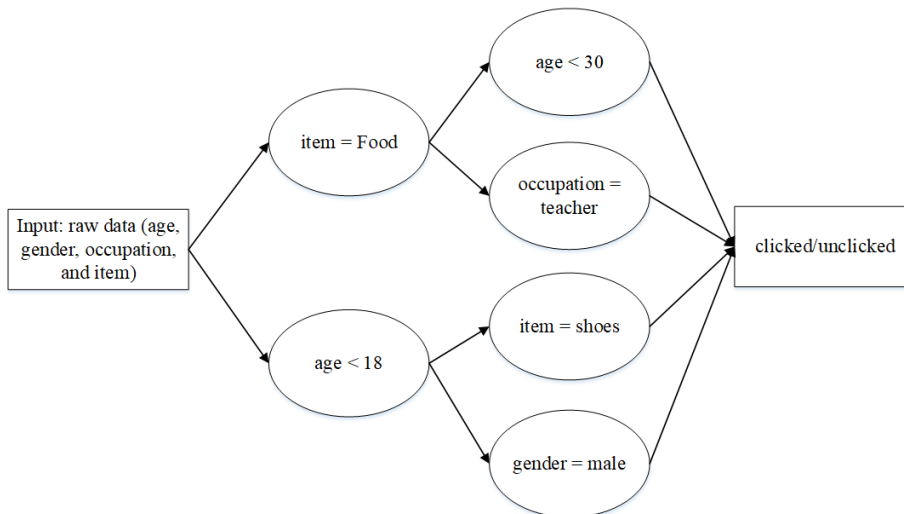 age < 30
item = Food
occupation =
teacher
Input: raw data (age,
gender, occupation,
and item)
clicked/unclicked
item = shoes
age < 18
gender = male